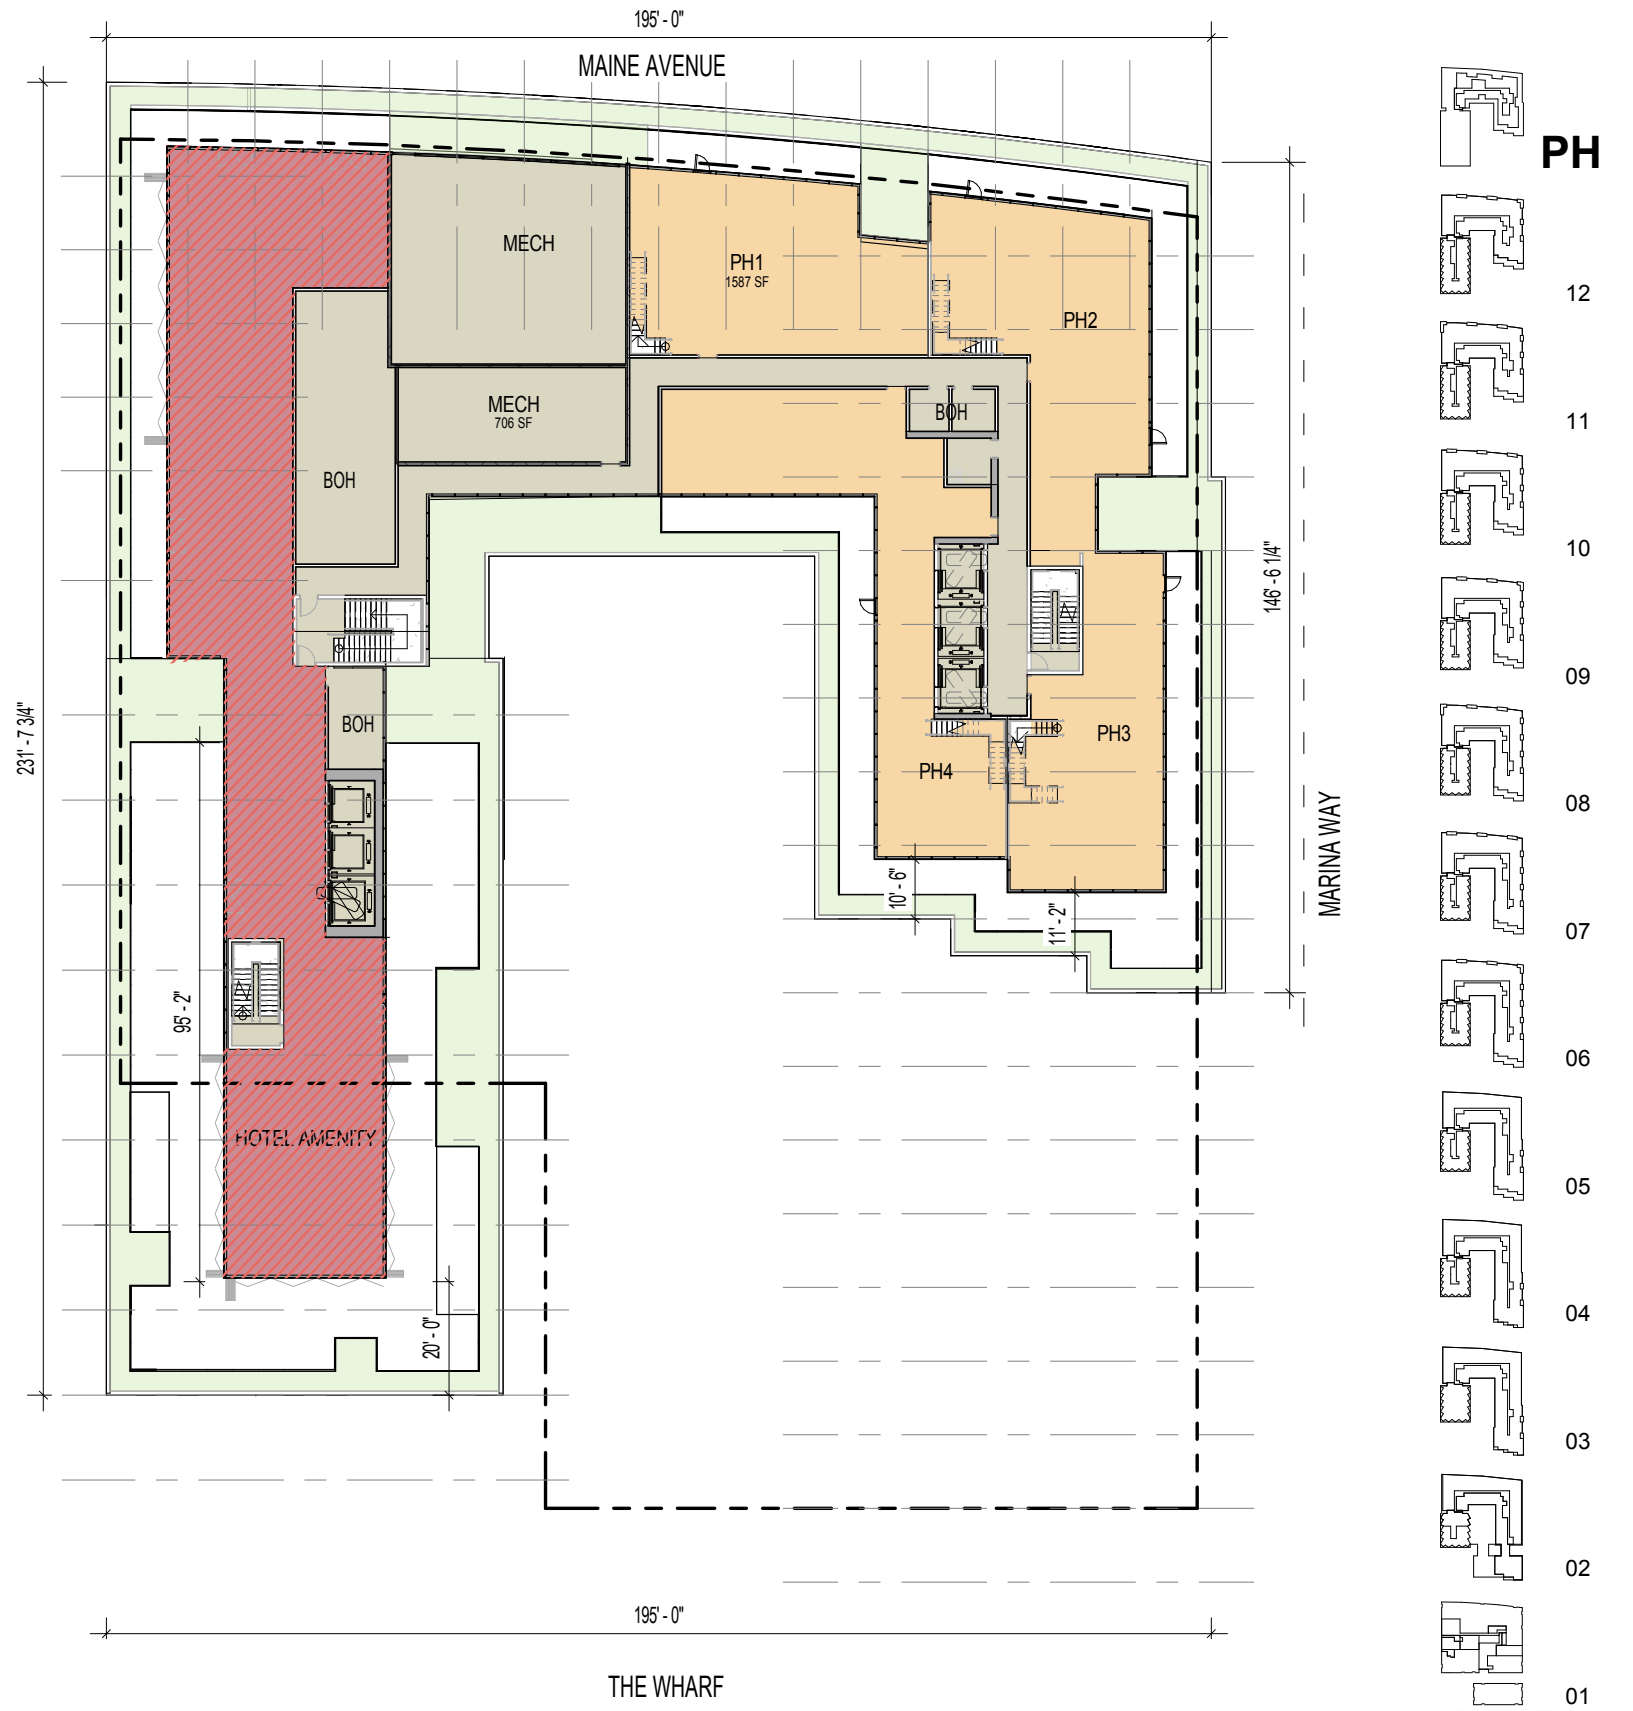 195' - 0"
MAINE AVENUE
PH
MECH
PH1
1587 SF
12
PH2
MECH
706 SF
BOH
11
BOH
10
146' - 6 1/4"
09
231' - 7 3/4"
BOH
PH3
PH4
08
MARINA WAY
10' - 6"
11' - 2"
07
95' - 2"
06
HOTEL AMENITY
05
20' - 0"
04
03
02
195' - 0"
THE WHARF
01